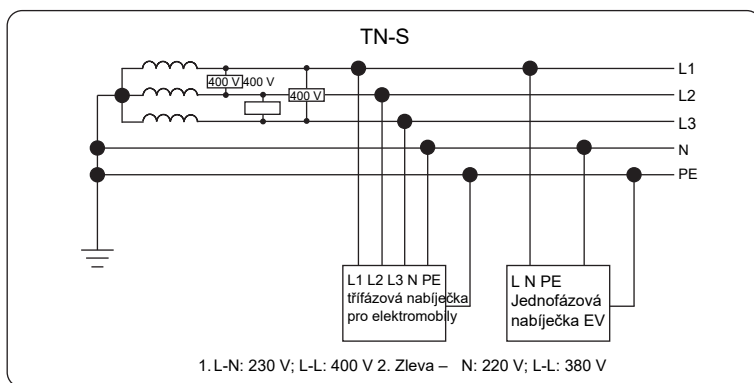 TN-S
L1
400 V 400 V
400 V
L2
L3
N
PE
L1 L2 L3 N PE
třífázová nabíječka
pro elektromobily
L N PE
Jednofázová
nabíječka EV
1. L-N: 230 V; L-L: 400 V 2. Zleva – N: 220 V; L-L: 380 V